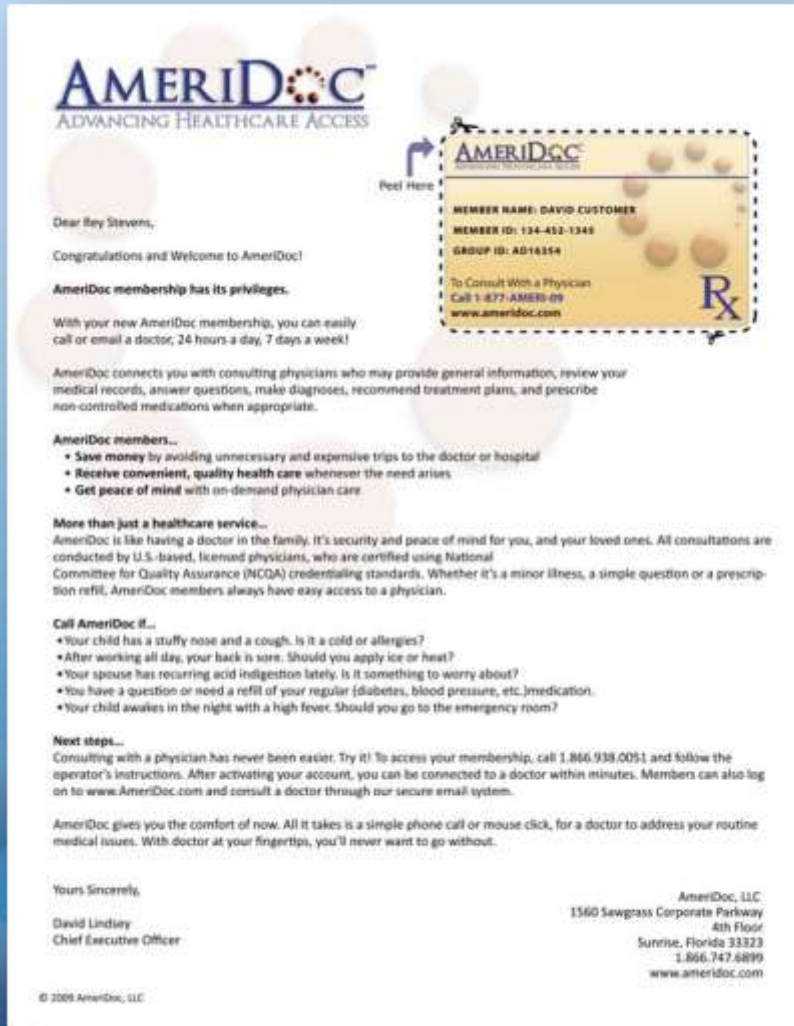 AMERIDOC
ADVANCING HEALTHCARE ACCESS
Peel Here
AMERIDOC
ADVANCING HEALTHCARE ACCESS
MEMBER NAME: DAVID CUSTOMER
MEMBER ID: 134-452-1345
GROUP ID: AD16354
To Consult With a Physician
Call 1-877-AMERI-09
www.ameridoc.com
Rx
Dear Rey Stevens,
Congratulations and Welcome to AmeriDoc!
AmeriDoc membership has its privileges.
With your new AmeriDoc membership, you can easily
call or email a doctor, 24 hours a day, 7 days a week!
AmeriDoc connects you with consulting physicians who may provide general information, review your
medical records, answer questions, make diagnoses, recommend treatment plans, and prescribe
non-controlled medications when appropriate.
AmeriDoc members...
• Save money by avoiding unnecessary and expensive trips to the doctor or hospital
• Receive convenient, quality health care whenever the need arises
• Get peace of mind with on-demand physician care
More than just a healthcare service...
AmeriDoc is like having a doctor in the family. It's security and peace of mind for you, and your loved ones. All consultations are
conducted by U.S.-based, licensed physicians, who are certified using National
Committee for Quality Assurance (NCQA) credentialing standards. Whether it's a minor illness, a simple question or a prescrip-
tion refill, AmeriDoc members always have easy access to a physician.
Call AmeriDoc if...
•Your child has a stuffy nose and a cough. Is it a cold or allergies?
•After working all day, your back is sore. Should you apply ice or heat?
•Your spouse has recurring acid indigestion lately. Is it something to worry about?
•You have a question or need a refill of your regular (diabetes, blood pressure, etc.)medication.
•Your child awakes in the night with a high fever. Should you go to the emergency room?
Next steps...
Consulting with a physician has never been easier. Try it! To access your membership, call 1.866.938.0051 and follow the
operator's instructions. After activating your account, you can be connected to a doctor within minutes. Members can also log
on to www.AmeriDoc.com and consult a doctor through our secure email system.
AmeriDoc gives you the comfort of now. All it takes is a simple phone call or mouse click, for a doctor to address your routine
medical issues. With doctor at your fingertips, you'll never want to go without.
Yours Sincerely,
David Lindsey
Chief Executive Officer
AmeriDoc, LLC
1560 Sawgrass Corporate Parkway
4th Floor
Sunrise, Florida 33323
1.866.747.6899
www.ameridoc.com
© 2009 AmeriDoc, LLC